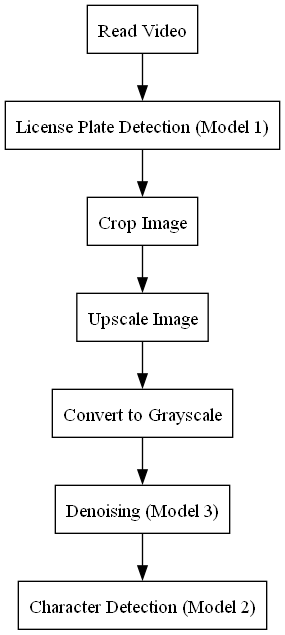 Read Video
License Plate Detection (Model 1)
Crop Image
Upscale Image
Convert to Grayscale
Denoising (Model 3)
Character Detection (Model 2)